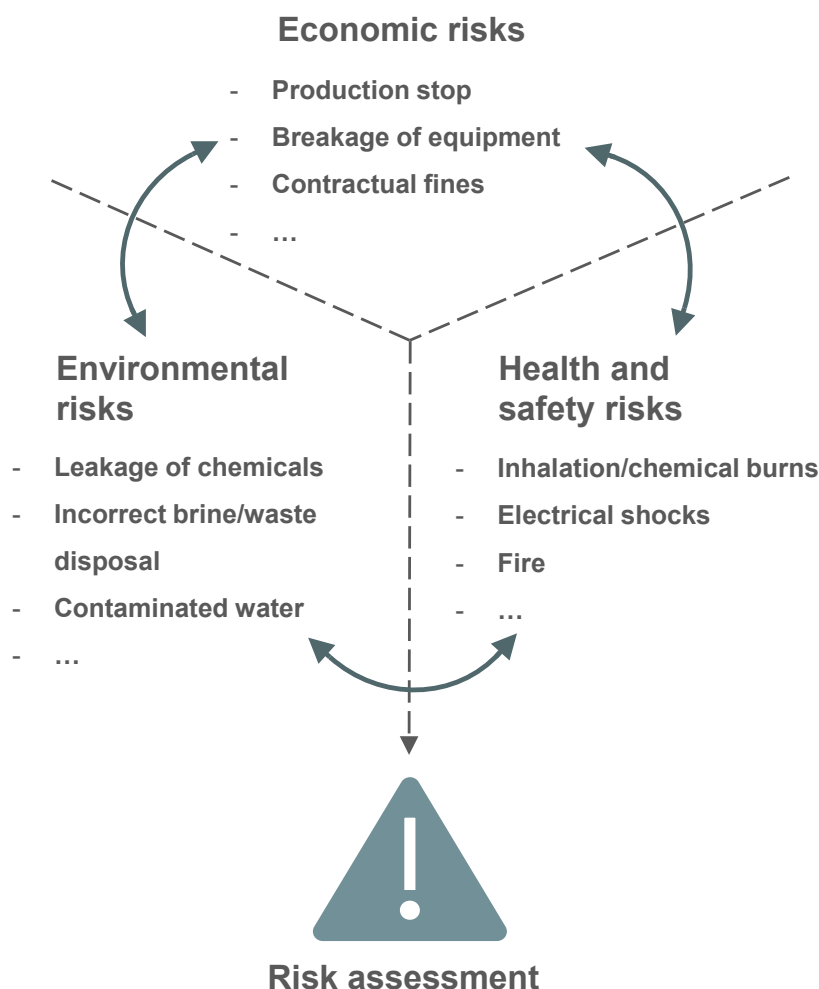 Economic risks
- Production stop
- Breakage of equipment
- Contractual fines
- …
Environmental
risks
- Leakage of chemicals
- Incorrect brine/waste
disposal
- Contaminated water
- …
Health and
safety risks
- Inhalation/chemical burns
- Electrical shocks
- Fire
- …
!
Risk assessment